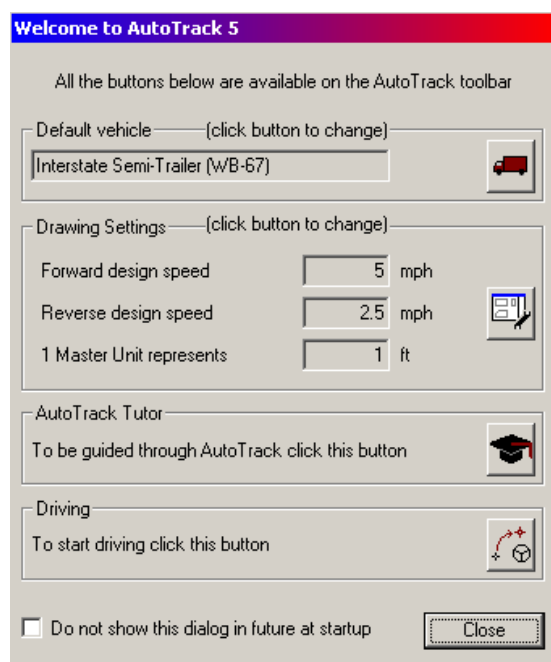 Welcome to AutoTrack 5
All the buttons below are available on the AutoTrack toolbar
Default vehicle (click button to change)
Interstate Semi-Trailer (WB-67)
Drawing Settings (click button to change)
Forward design speed 5 mph
Reverse design speed 2.5 mph
1 Master Unit represents 1 ft
AutoTrack Tutor
To be guided through AutoTrack click this button
Driving
To start driving click this button
Do not show this dialog in future at startup Close